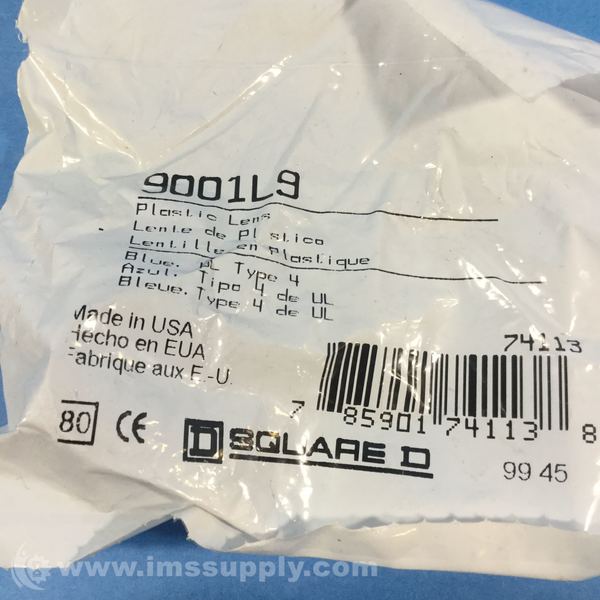 9001L9
Plastic Lens
Lente de Plastico
Lentille en Plastique
Blue. UL Type 4
Azul. Tipo 4 de UL
Bleue. Type 4 de UL
Made in USA
Hecho en EUA
Fabrique aux E.-U.
74113
7 85901 74113 8
80 CE D SQUARE D
99 45
www.imssupply.com